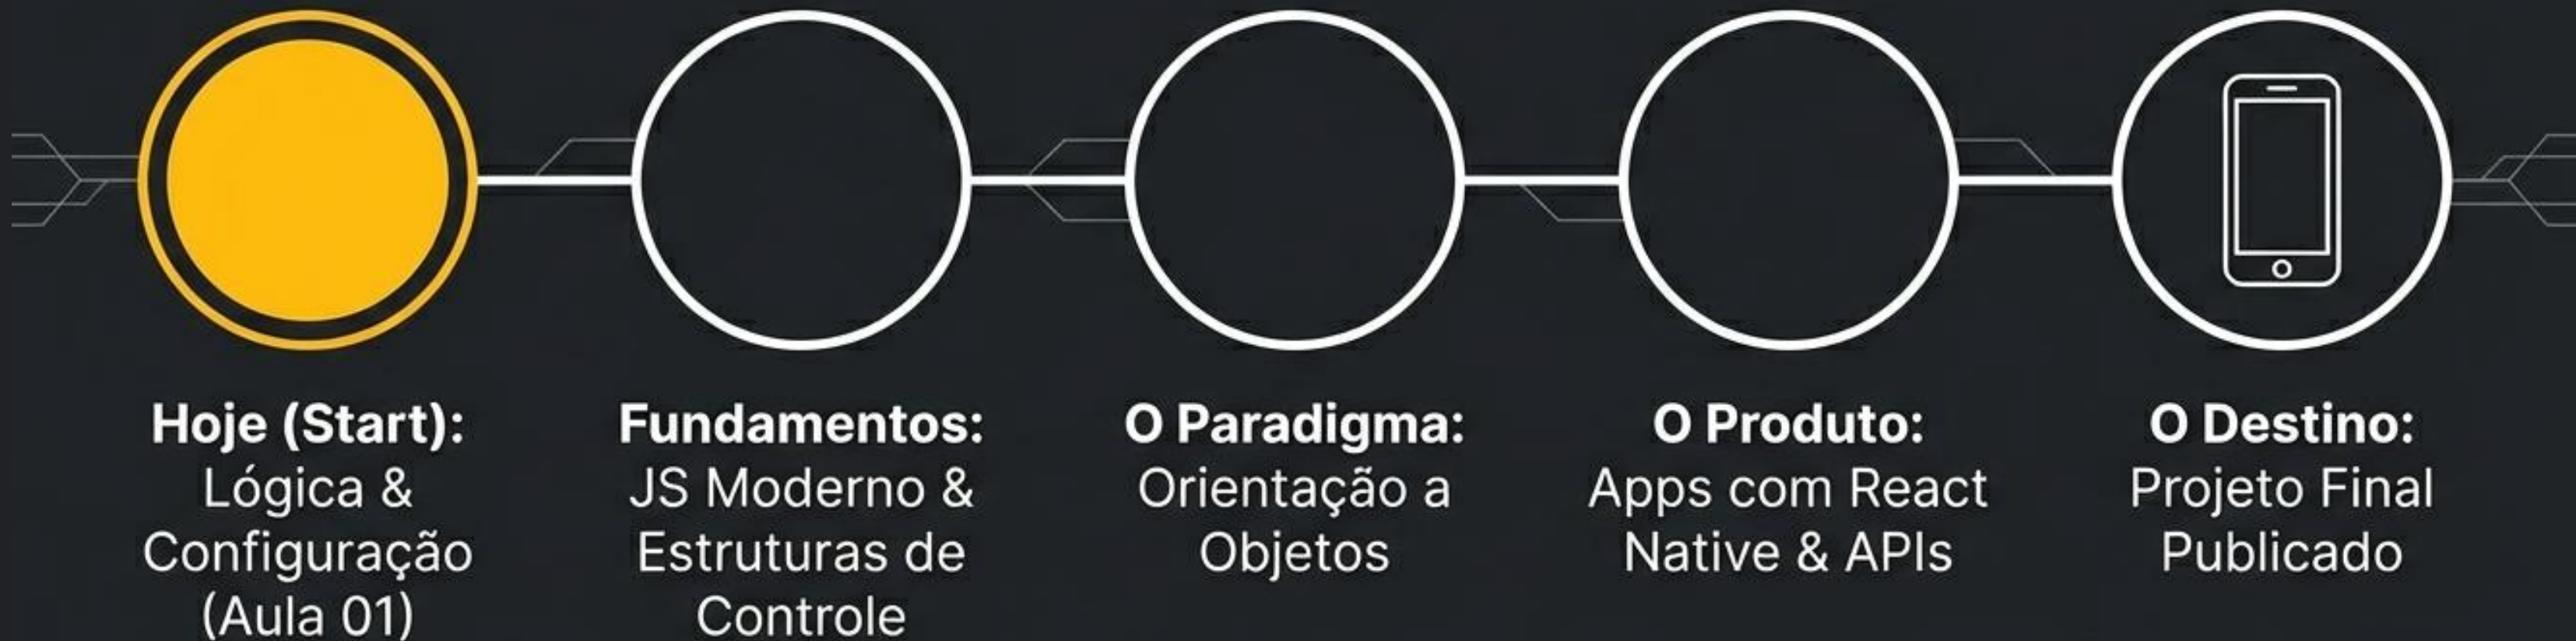 Hoje (Start):
Lógica &
Configuração
(Aula 01)
Fundamentos:
JS Moderno &
Estruturas de
Controle
O Paradigma:
Orientação a
Objetos
O Produto:
Apps com React
Native & APIs
O Destino:
Projeto Final
Publicado